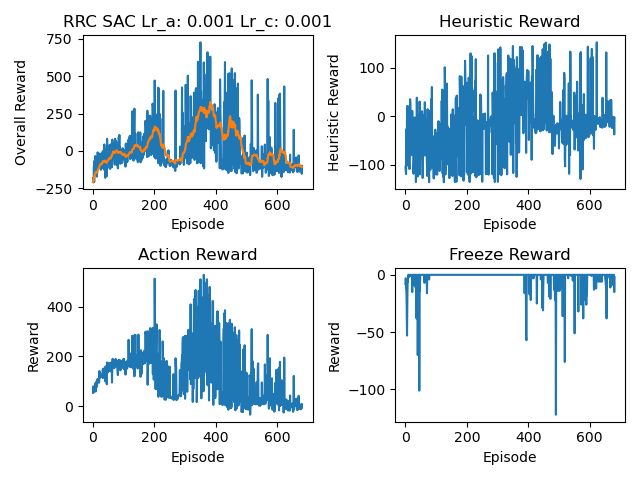 RRC SAC Lr_a: 0.001 Lr_c: 0.001
Overall Reward
750
500
250
0
−250
0
200
400
600
Episode
Heuristic Reward
Heuristic Reward
100
0
−100
0
200
400
600
Episode
Action Reward
Reward
400
200
0
0
200
400
600
Episode
Freeze Reward
Reward
0
−50
−100
0
200
400
600
Episode